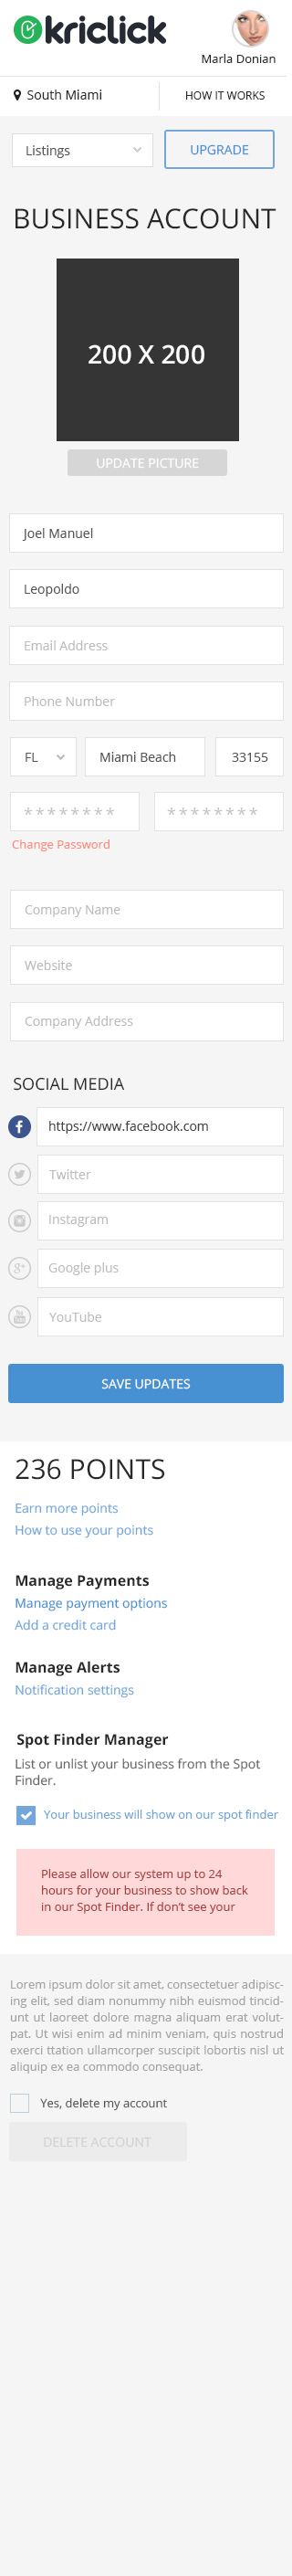 kriclick
Marla Donian
South Miami
HOW IT WORKS
Listings
UPGRADE
BUSINESS ACCOUNT
200 X 200
UPDATE PICTURE
Joel Manuel
Leopoldo
Email Address
Phone Number
FL
Miami Beach
33155
* * * * * * * *
* * * * * * * *
Change Password
Company Name
Website
Company Address
SOCIAL MEDIA
https://www.facebook.com
Twitter
Instagram
Google plus
YouTube
SAVE UPDATES
236 POINTS
Earn more points
How to use your points
Manage Payments
Manage payment options
Add a credit card
Manage Alerts
Notification settings
Spot Finder Manager
List or unlist your business from the Spot
Finder.
Your business will show on our spot finder
Please allow our system up to 24
hours for your business to show back
in our Spot Finder. If don't see your
Lorem ipsum dolor sit amet, consectetuer adipisc-
ing elit, sed diam nonummy nibh euismod tincid-
unt ut laoreet dolore magna aliquam erat volut-
pat. Ut wisi enim ad minim veniam, quis nostrud
exerci ttation ullamcorper suscipit lobortis nisl ut
aliquip ex ea commodo consequat.
Yes, delete my account
DELETE ACCOUNT